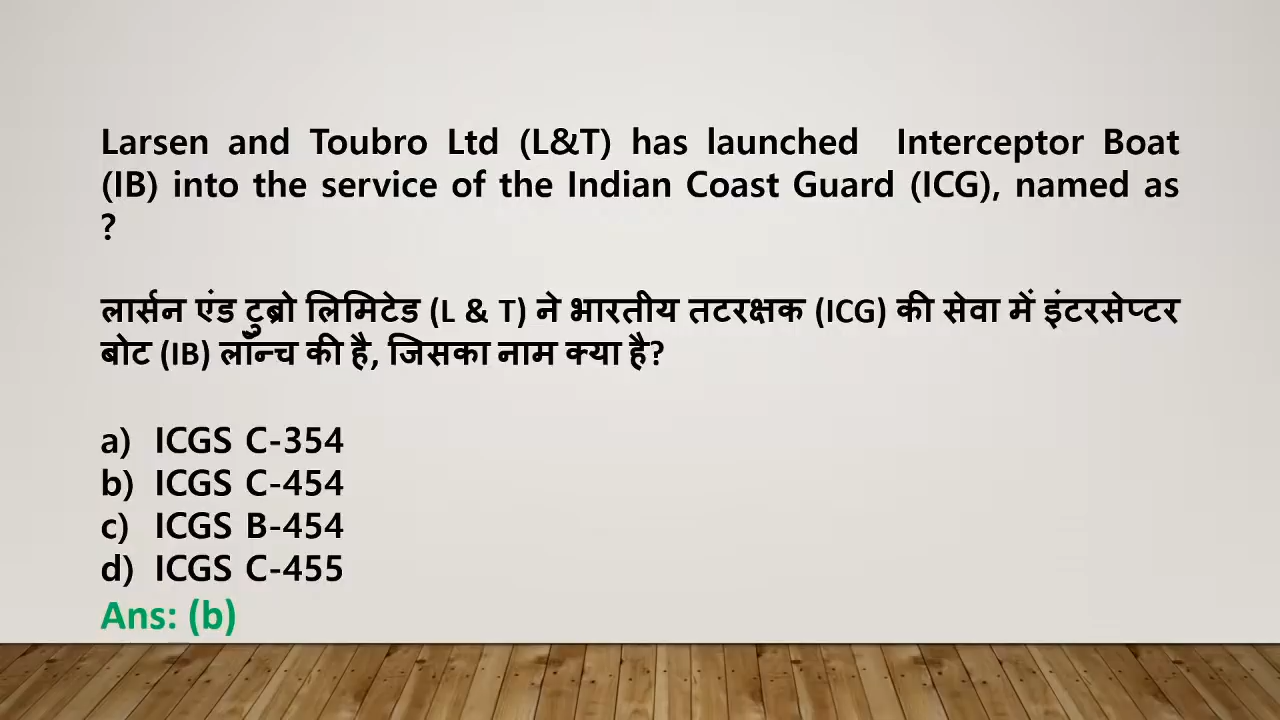 Larsen and Toubro Ltd (L&T) has launched Interceptor Boat
(IB) into the service of the Indian Coast Guard (ICG), named as
?
लार्सन एंड टुब्रो लिमिटेड (L & T) ने भारतीय तटरक्षक (ICG) की सेवा में इंटरसेप्टर
बोट (IB) लॉन्च की है, जिसका नाम क्या है?
a) ICGS C-354
b) ICGS C-454
c) ICGS B-454
d) ICGS C-455
Ans: (b)